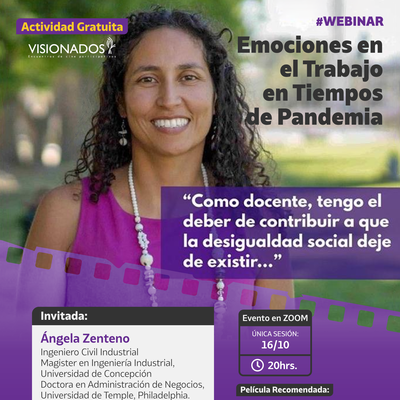 Actividad Gratuita
VISIONADOS
#WEBINAR
Emociones en
el Trabajo
en Tiempos
de Pandemia
“Como docente, tengo el
deber de contribuir a que
la desigualdad social deje
de existir...”
Invitada:
Ángela Zenteno
Ingeniero Civil Industrial
Magister en Ingeniería Industrial,
Universidad de Concepción
Doctora en Administración de Negocios,
Universidad de Temple, Philadelphia.
Evento en ZOOM
ÚNICA SESIÓN:
16/10
20hrs.
Película Recomendada: